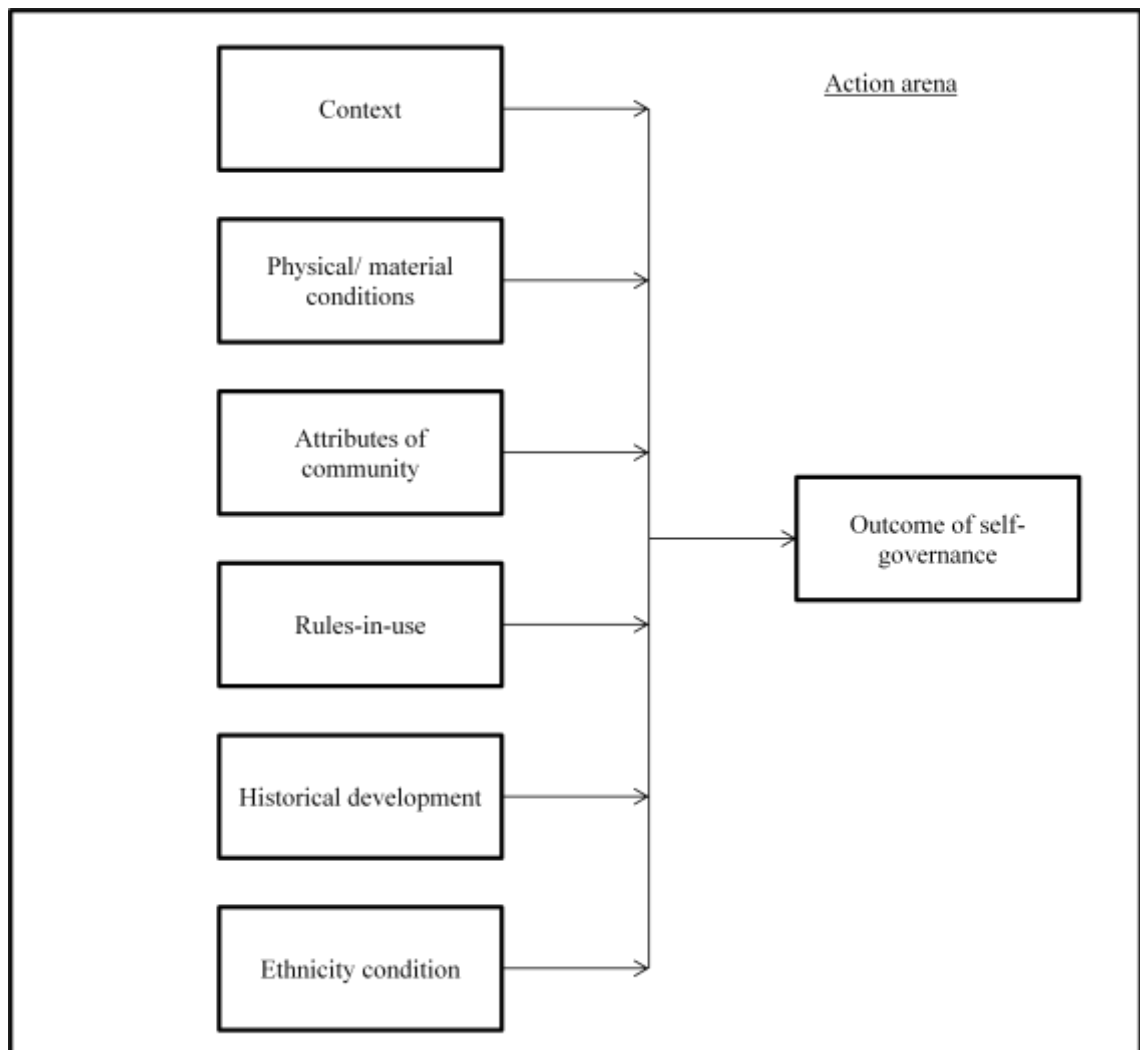 Action arena
Context
Physical/ material
conditions
Attributes of
community
Rules-in-use
Historical development
Ethnicity condition
Outcome of self-
governance